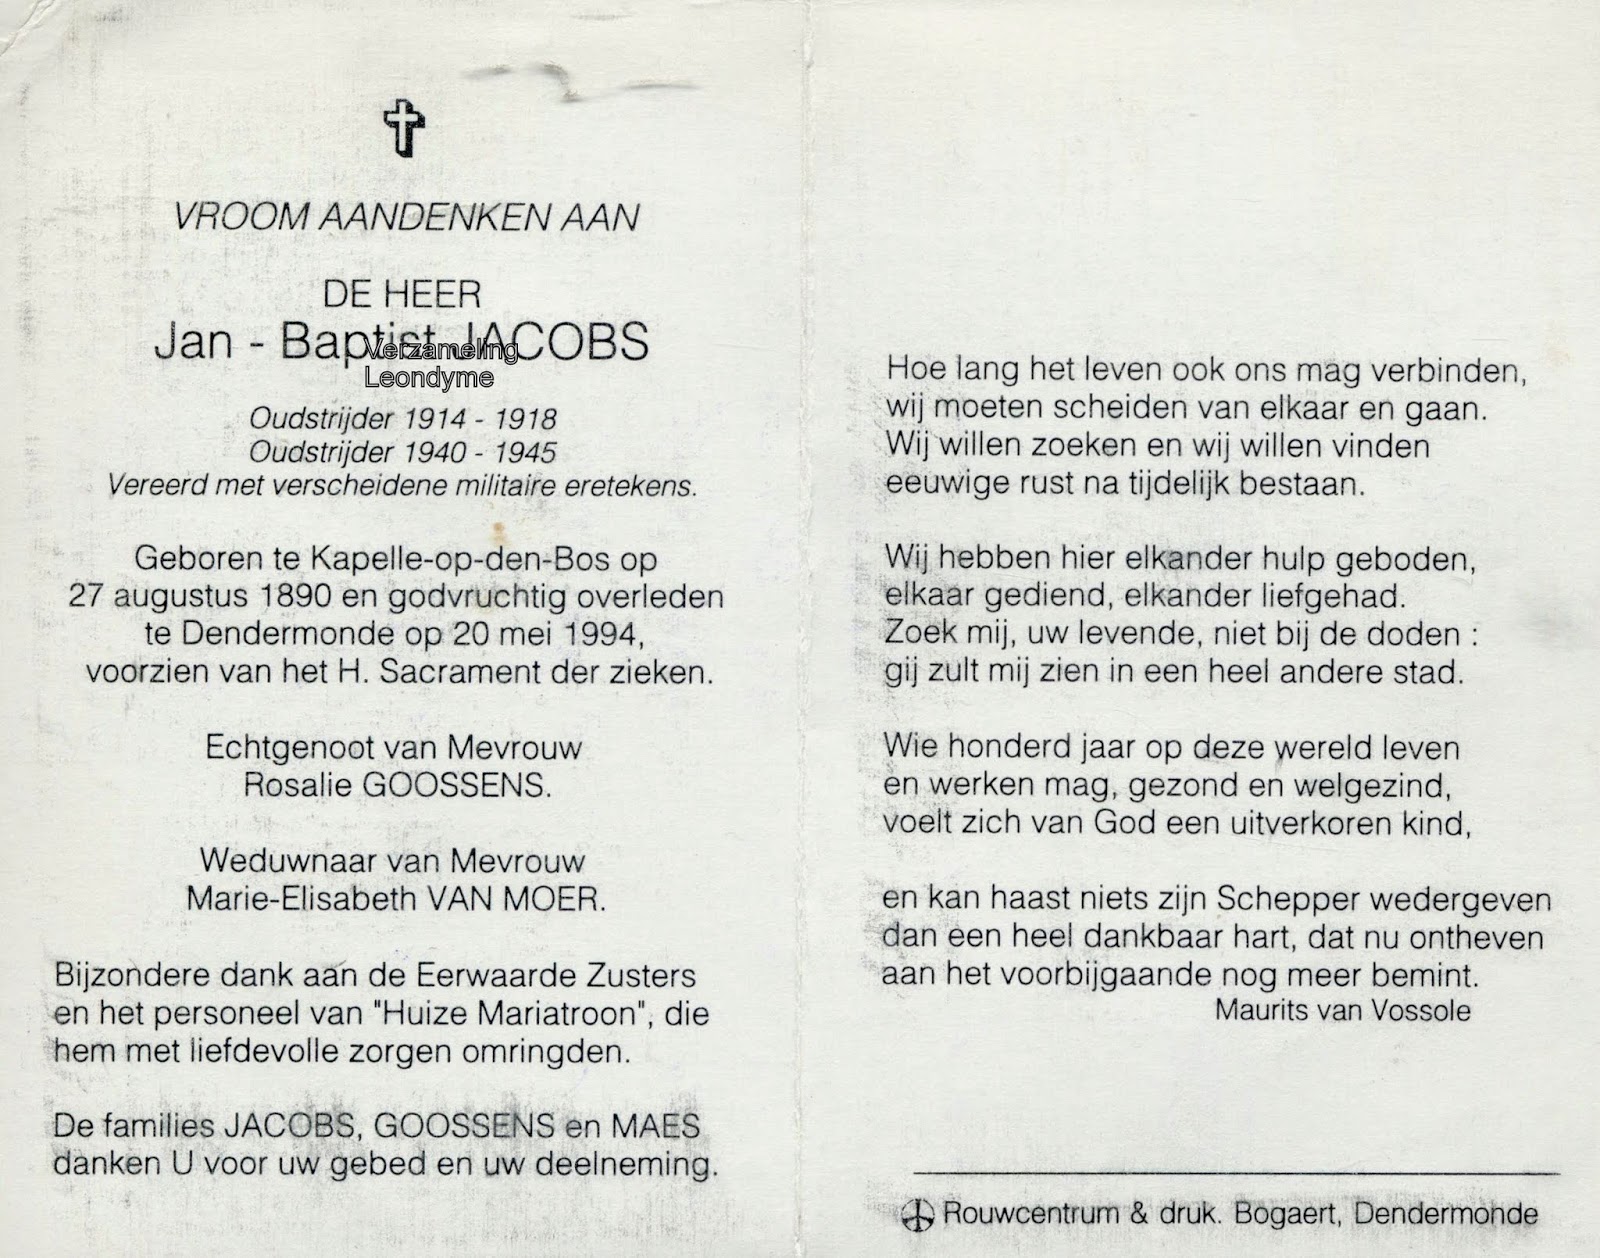 VROOM AANDENKEN AAN
DE HEER
Jan - Baptist JACOBS
Verzameling
Leondyme
Oudstrijder 1914 - 1918
Oudstrijder 1940 - 1945
Vereerd met verscheidene militaire eretekens.
Geboren te Kapelle-op-den-Bos op
27 augustus 1890 en godvruchtig overleden
te Dendermonde op 20 mei 1994,
voorzien van het H. Sacrament der zieken.
Echtgenoot van Mevrouw
Rosalie GOOSSENS.
Weduwnaar van Mevrouw
Marie-Elisabeth VAN MOER.
Bijzondere dank aan de Eerwaarde Zusters
en het personeel van "Huize Mariatroon", die
hem met liefdevolle zorgen omringden.
De families JACOBS, GOOSSENS en MAES
danken U voor uw gebed en uw deelneming.
Hoe lang het leven ook ons mag verbinden,
wij moeten scheiden van elkaar en gaan.
Wij willen zoeken en wij willen vinden
eeuwige rust na tijdelijk bestaan.
Wij hebben hier elkander hulp geboden,
elkaar gediend, elkander liefgehad.
Zoek mij, uw levende, niet bij de doden :
gij zult mij zien in een heel andere stad.
Wie honderd jaar op deze wereld leven
en werken mag, gezond en welgezind,
voelt zich van God een uitverkoren kind,
en kan haast niets zijn Schepper wedergeven
dan een heel dankbaar hart, dat nu ontheven
aan het voorbijgaande nog meer bemint.
Maurits van Vossole
Rouwcentrum & druk. Bogaert, Dendermonde